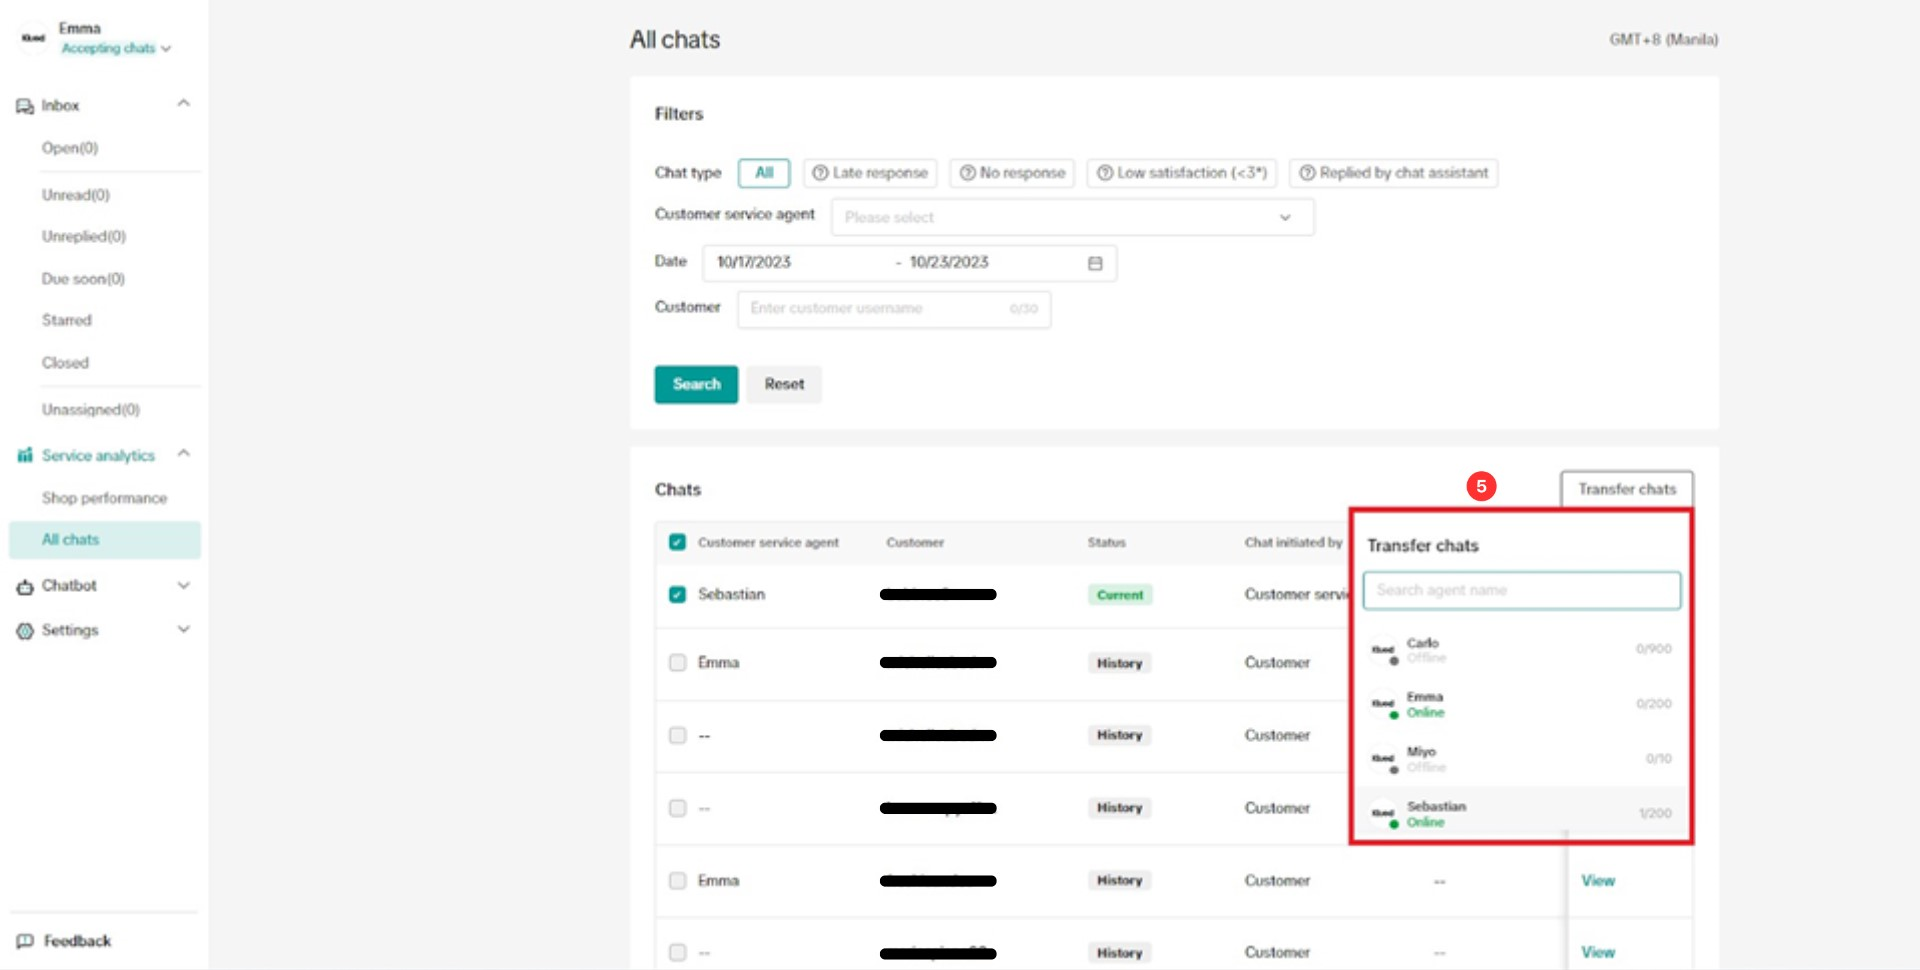 Emma
Accepting chats
Inbox
Open(0)
Unread(0)
Unreplied(0)
Due soon(0)
Starred
Closed
Unassigned(0)
Service analytics
Shop performance
All chats
Chatbot
Settings
Feedback
All chats
GMT+8 (Manila)
Filters
Chat type All Late response No response Low satisfaction (<3*) Replied by chat assistant
Customer service agent Please select
Date 10/17/2023 - 10/23/2023
Customer Enter customer username 0/30
Search Reset
Chats 5 Transfer chats
Customer service agent Customer Status Chat initiated by
Sebastian Current Customer servi
Emma History Customer
-- History Customer
-- History Customer
Emma History Customer -- View
-- History Customer -- View
Transfer chats
Search agent name
Carlo
Offline
0/900
Emma
Online
0/200
Miyo
Offline
0/10
Sebastian
Online
1/200